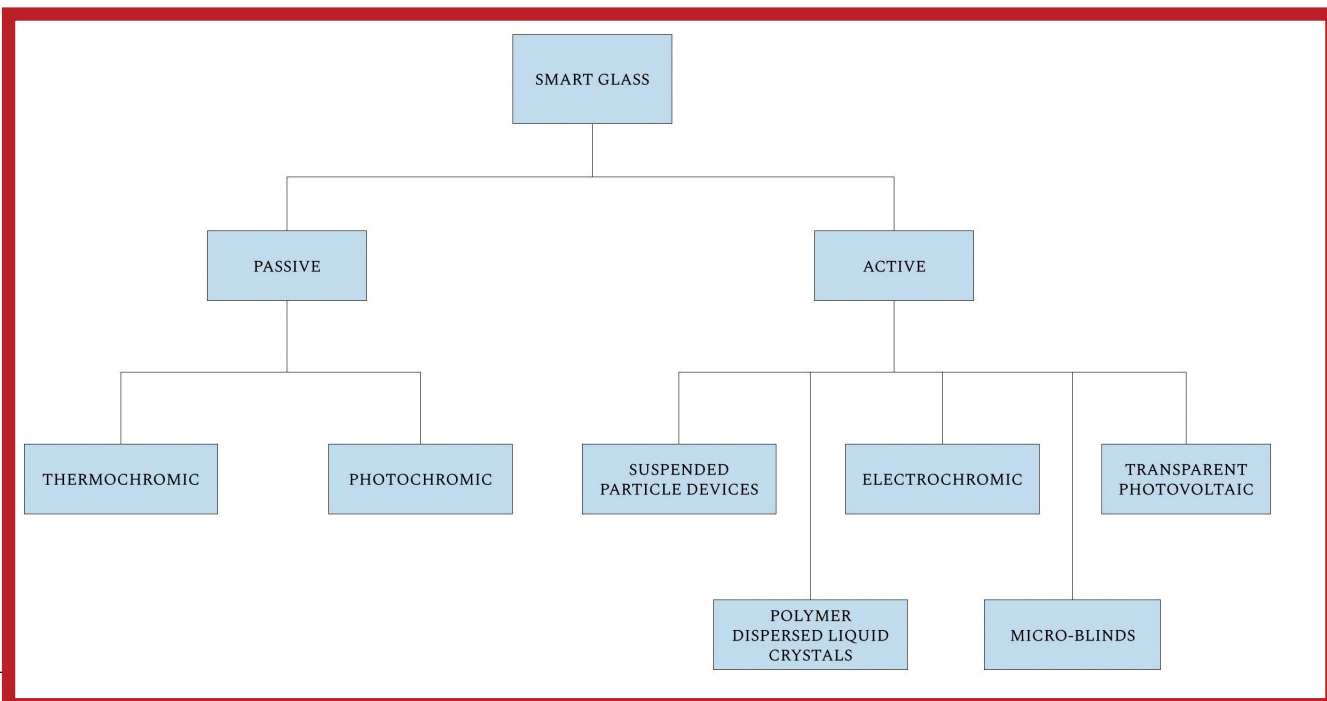 SMART GLASS
PASSIVE
ACTIVE
THERMOCHROMIC
PHOTOCHROMIC
SUSPENDED
PARTICLE DEVICES
ELECTROCHROMIC
TRANSPARENT
PHOTOVOLTAIC
POLYMER
DISPERSED LIQUID
CRYSTALS
MICRO-BLINDS